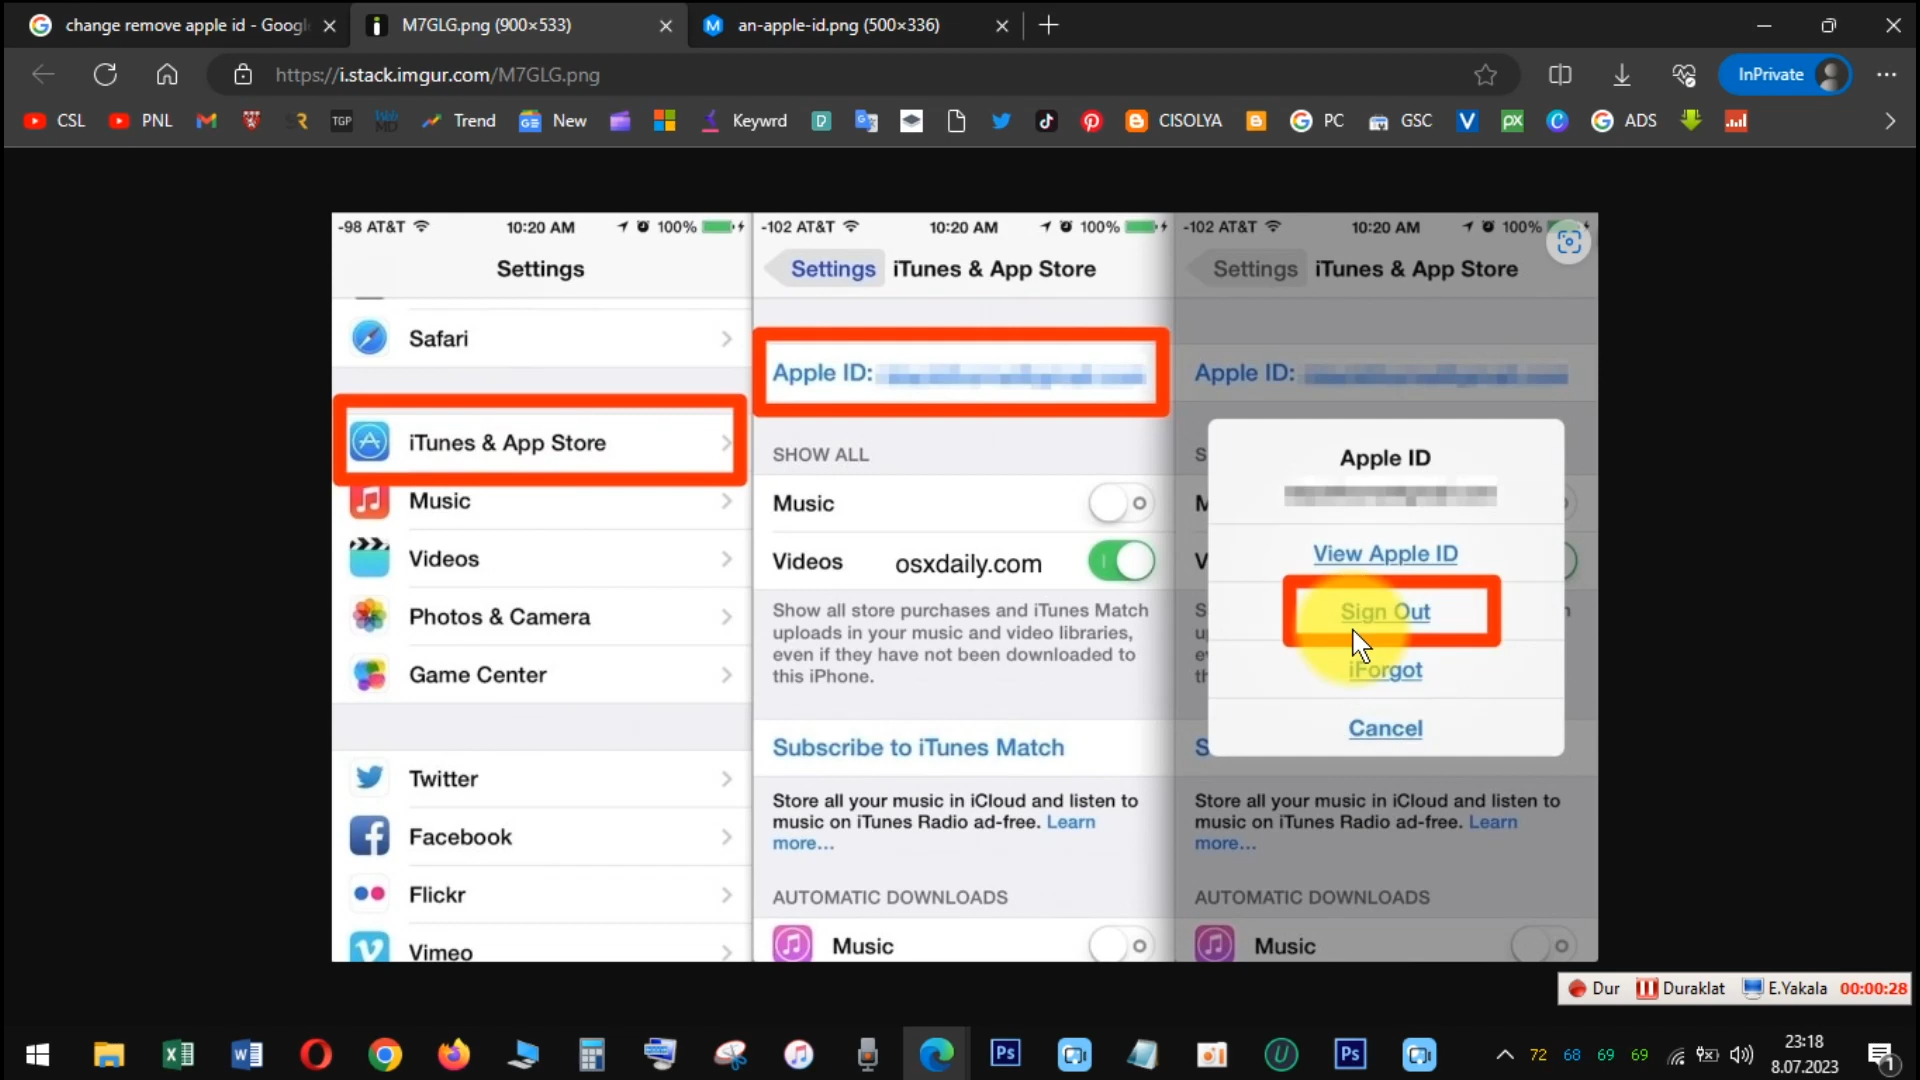 change remove apple id - Googl
M7GLG.png (900×533)
an-apple-id.png (500×336)
https://i.stack.imgur.com/M7GLG.png
InPrivate
CSL
PNL
TGP
Trend
New
Keywrd
CISOLYA
PC
GSC
ADS
-98 AT&T
10:20 AM
100%
Settings
Safari
iTunes & App Store
Music
Videos
Photos & Camera
Game Center
Twitter
Facebook
Flickr
Vimeo
-102 AT&T
10:20 AM
100%
Settings
iTunes & App Store
Apple ID:
SHOW ALL
Music
Videos
osxdaily.com
Show all store purchases and iTunes Match
uploads in your music and video libraries,
even if they have not been downloaded to
this iPhone.
Subscribe to iTunes Match
Store all your music in iCloud and listen to
music on iTunes Radio ad-free. Learn
more...
AUTOMATIC DOWNLOADS
Music
-102 AT&T
10:20 AM
100%
Settings
iTunes & App Store
Apple ID:
Apple ID
View Apple ID
Sign Out
iForgot
Cancel
Store all your music in iCloud and listen to
music on iTunes Radio ad-free. Learn
more...
AUTOMATIC DOWNLOADS
Music
Dur
Duraklat
E.Yakala
00:00:28
72
68
69
69
23:18
8.07.2023
1